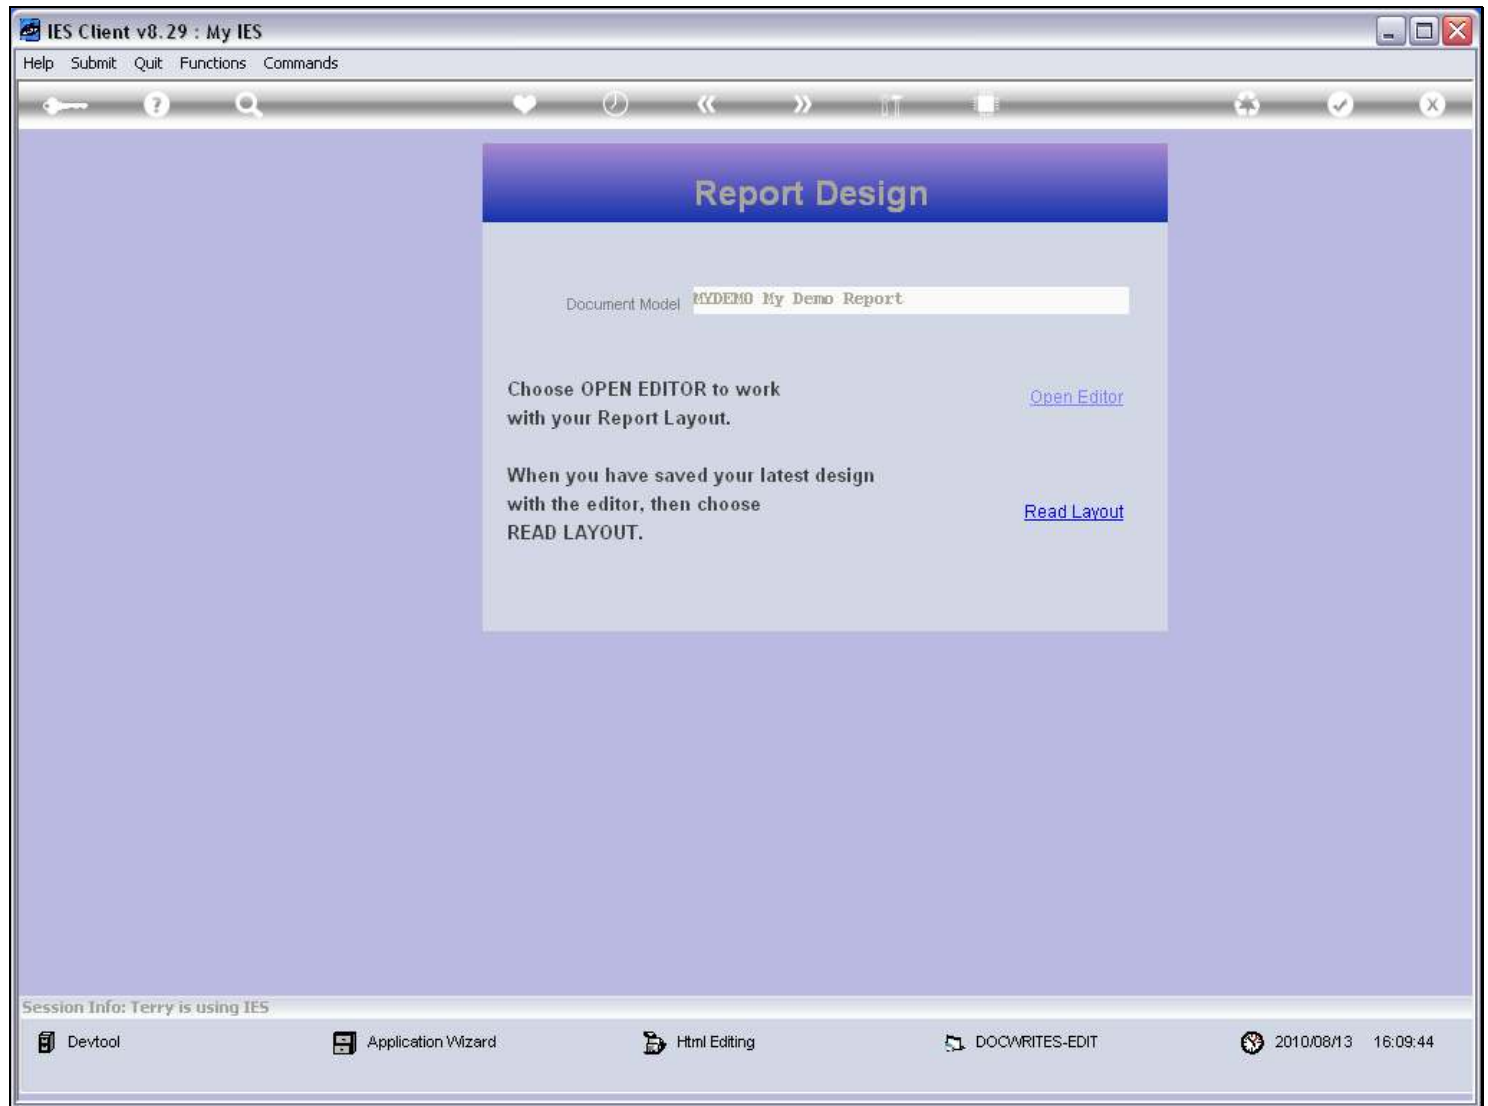 IES Client v8.29 : My IES
Help Submit Quit Functions Commands
Report Design
Document Model MYDEMO My Demo Report
Choose OPEN EDITOR to work
with your Report Layout.
Open Editor
When you have saved your latest design
with the editor, then choose
READ LAYOUT.
Read Layout
Session Info: Terry is using IES
Devtool Application Wizard Html Editing DOCWRITES-EDIT 2010/08/13 16:09:44